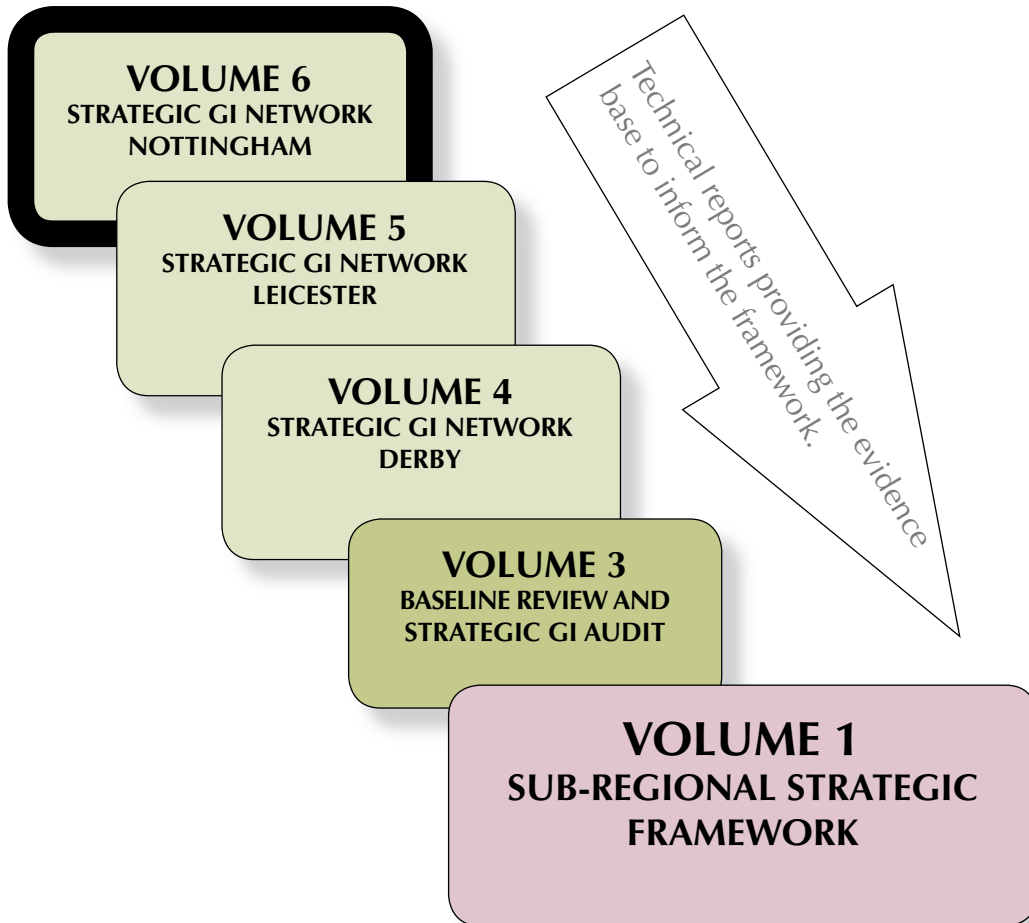 VOLUME 6
STRATEGIC GI NETWORK
NOTTINGHAM
VOLUME 5
STRATEGIC GI NETWORK
LEICESTER
VOLUME 4
STRATEGIC GI NETWORK
DERBY
VOLUME 3
BASELINE REVIEW AND
STRATEGIC GI AUDIT
VOLUME 1
SUB-REGIONAL STRATEGIC
FRAMEWORK
Technical reports providing the evidence
base to inform the framework.